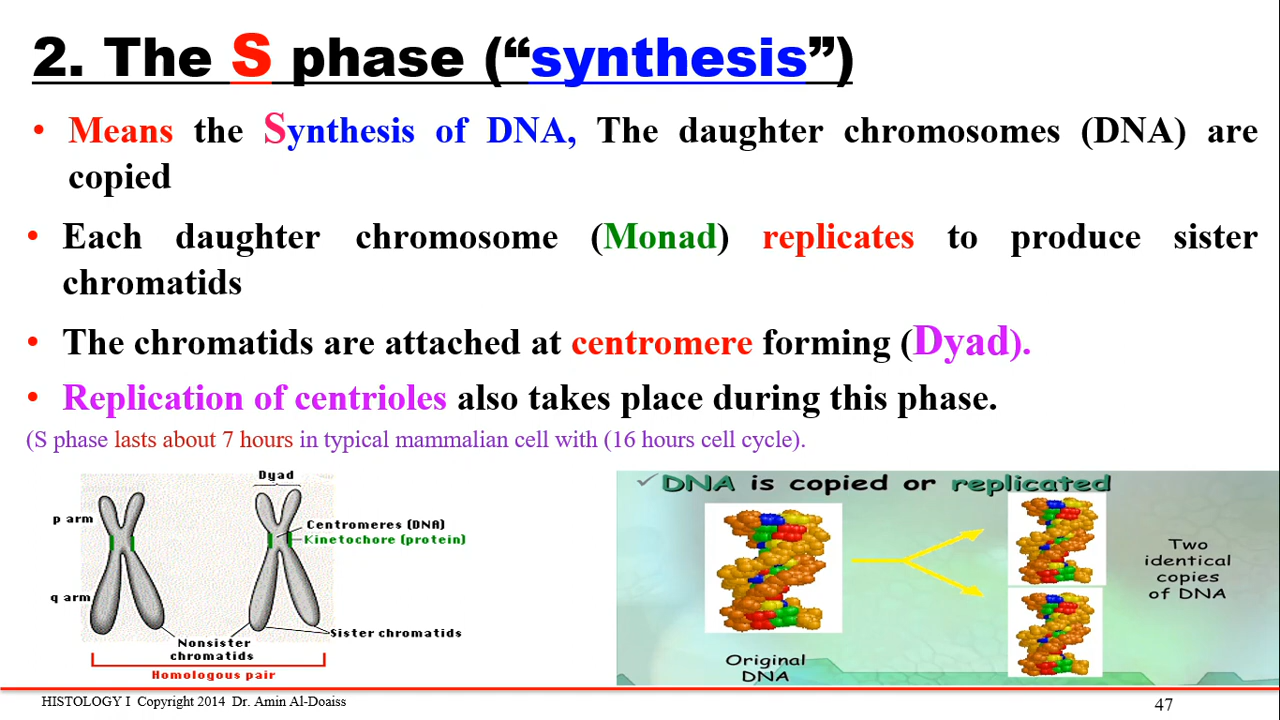 2. The S phase (“synthesis”)
• Means the Synthesis of DNA, The daughter chromosomes (DNA) are
copied
• Each daughter chromosome (Monad) replicates to produce sister
chromatids
• The chromatids are attached at centromere forming (Dyad).
• Replication of centrioles also takes place during this phase.
(S phase lasts about 7 hours in typical mammalian cell with (16 hours cell cycle).
Dyad
p arm
Centromeres (DNA)
Kinetochore (protein)
q arm
Sister chromatids
Nonsister
chromatids
Homologous pair
✓ DNA is copied or replicated
Two
identical
copies
of DNA
Original
DNA
HISTOLOGY I Copyright 2014 Dr. Amin Al-Doaiss
47